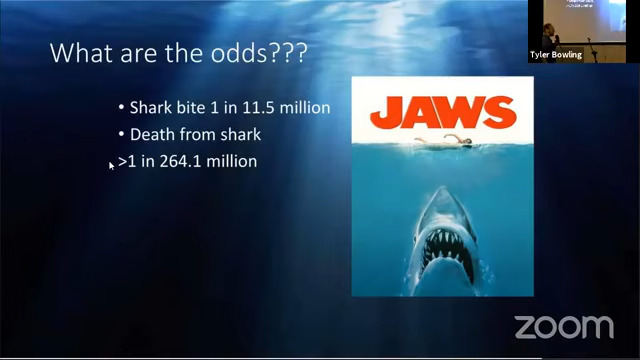 What are the odds???
• Shark bite 1 in 11.5 million
• Death from shark
>1 in 264.1 million
JAWS
Tyler Bowling
zoom